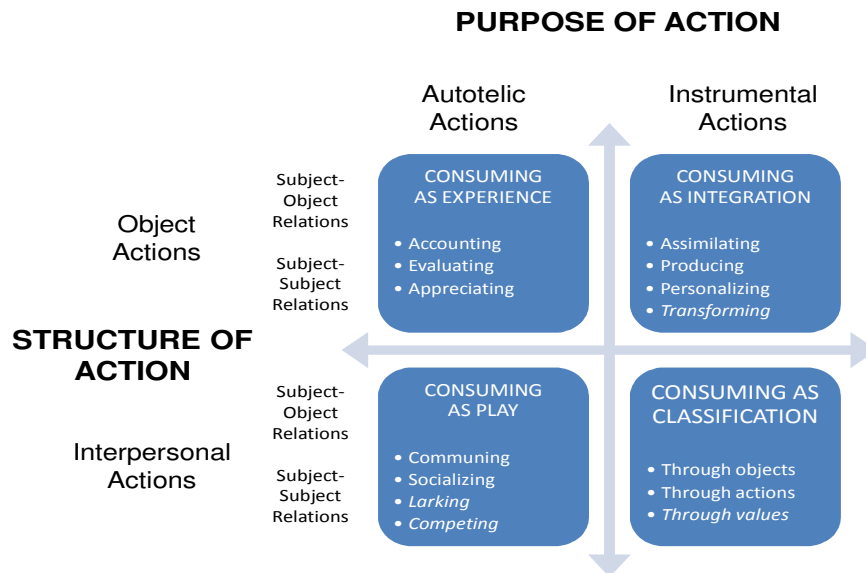 PURPOSE OF ACTION
Autotelic
Actions
Instrumental
Actions
Object
Actions
Subject-
Object
Relations
Subject-
Subject
Relations
CONSUMING
AS EXPERIENCE
• Accounting
• Evaluating
• Appreciating
CONSUMING
AS INTEGRATION
• Assimilating
• Producing
• Personalizing
• Transforming
STRUCTURE OF
ACTION
Interpersonal
Actions
Subject-
Object
Relations
Subject-
Subject
Relations
CONSUMING
AS PLAY
• Communing
• Socializing
• Larking
• Competing
CONSUMING AS
CLASSIFICATION
• Through objects
• Through actions
• Through values